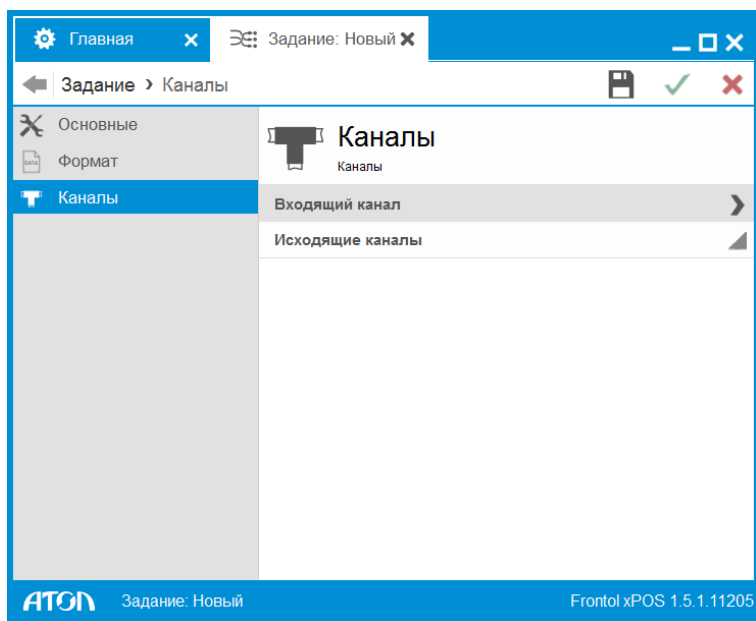 Главная
Задание: Новый
Задание › Каналы
Основные
DATA Формат
Каналы
Каналы
Каналы
Входящий канал
Исходящие каналы
АТОЛ Задание: Новый Frontol xPOS 1.5.1.11205